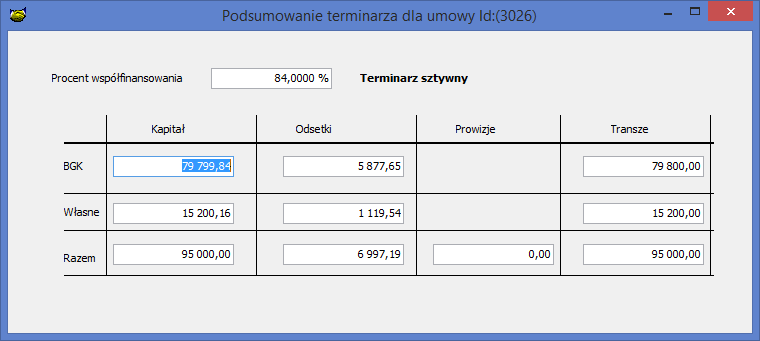 Podsumowanie terminarza dla umowy Id:(3026)
Procent współfinansowania 84,0000 % Terminarz sztywny
Kapitał Odsetki Prowizje Transze
BGK 79 799,84 5 877,65 79 800,00
Własne 15 200,16 1 119,54 15 200,00
Razem 95 000,00 6 997,19 0,00 95 000,00